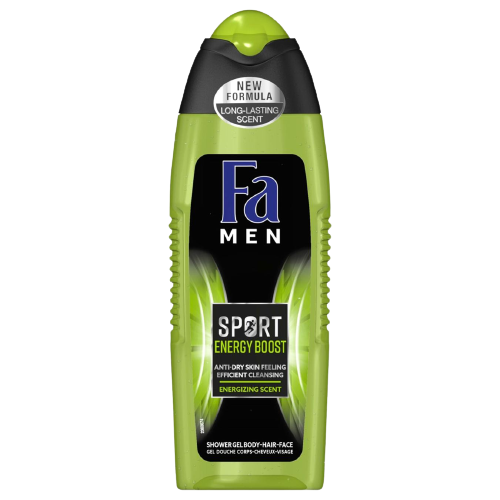 NEW
FORMULA
LONG-LASTING
SCENT
Fa
MEN
SPORT
ENERGY BOOST
ANTI-DRY SKIN FEELING
EFFICIENT CLEANSING
ENERGIZING SCENT
SHOWER GEL BODY-HAIR-FACE
GEL DOUCHE CORPS-CHEVEUX-VISAGE